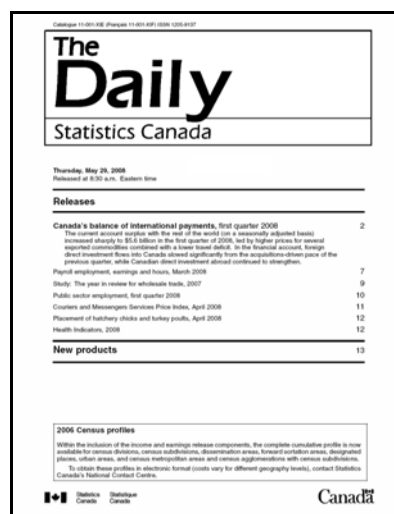 Catalogue 11-001-XIE (Français 11-001-XIF) ISSN 1205-9137
The
Daily
Statistics Canada
Thursday, May 29, 2008
Released at 8:30 a.m. Eastern time
Releases
Canada's balance of international payments, first quarter 2008 2
The current account surplus with the rest of the world (on a seasonally adjusted basis)
increased sharply to $5.6 billion in the first quarter of 2008, led by higher prices for several
exported commodities combined with a lower travel deficit. In the financial account, foreign
direct investment flows into Canada slowed significantly from the acquisitions-driven pace of the
previous quarter, while Canadian direct investment abroad continued to strengthen.
Payroll employment, earnings and hours, March 2008 7
Study: The year in review for wholesale trade, 2007 9
Public sector employment, first quarter 2008 10
Couriers and Messengers Services Price Index, April 2008 11
Placement of hatchery chicks and turkey poults, April 2008 12
Health Indicators, 2008 12
New products 13
2006 Census profiles
Within the inclusion of the income and earnings release components, the complete cumulative profile is now
available for census divisions, census subdivisions, dissemination areas, forward sortation areas, designated
places, urban areas, and census metropolitan areas and census agglomerations with census subdivisions.
To obtain these profiles in electronic format (costs vary for different geography levels), contact Statistics
Canada's National Contact Centre.
Statistics Statistique
Canada Canada
Canada